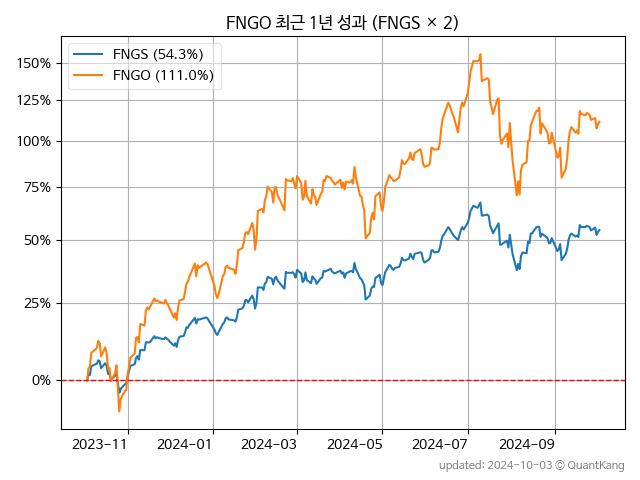 FNGO 최근 1년 성과 (FNGS × 2)
FNGS (54.3%)
FNGO (111.0%)
150%
125%
100%
75%
50%
25%
0%
2023-11 2024-01 2024-03 2024-05 2024-07 2024-09
updated: 2024-10-03 @ QuantKang